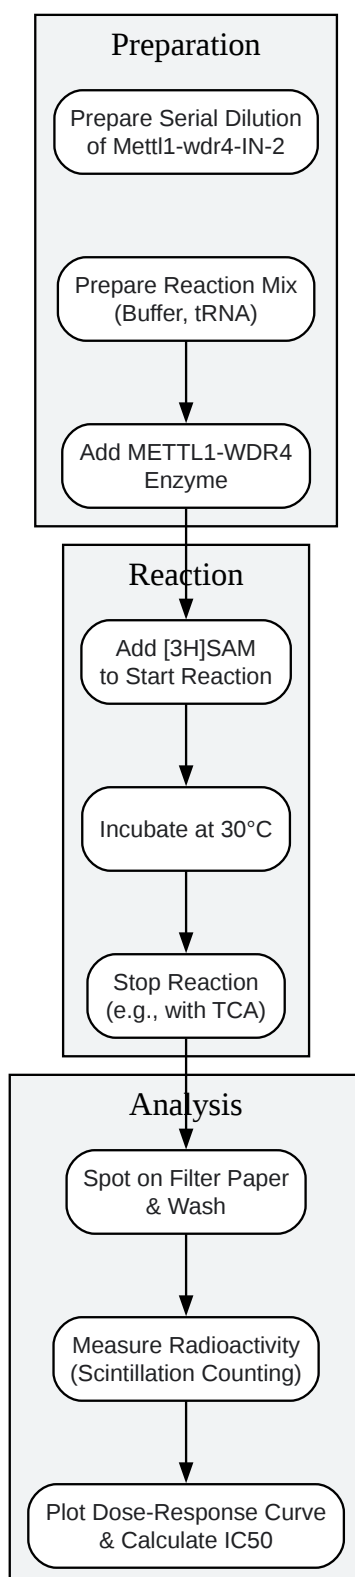 Preparation
Prepare Serial Dilution
of Mettl1-wdr4-IN-2
Prepare Reaction Mix
(Buffer, tRNA)
Add METTL1-WDR4
Enzyme
Reaction
Add [3H]SAM
to Start Reaction
Incubate at 30°C
Stop Reaction
(e.g., with TCA)
Analysis
Spot on Filter Paper
& Wash
Measure Radioactivity
(Scintillation Counting)
Plot Dose-Response Curve
& Calculate IC50